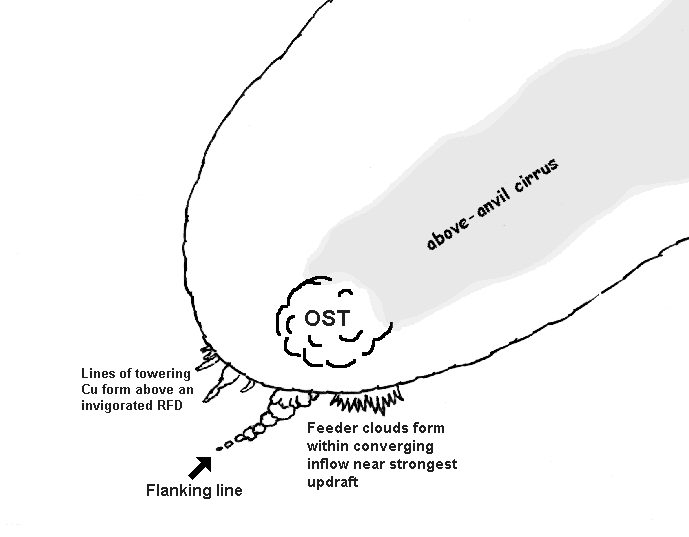 above-anvil cirrus
OST
Lines of towering
Cu form above an
invigorated RFD
Feeder clouds form
within converging
inflow near strongest
updraft
Flanking line